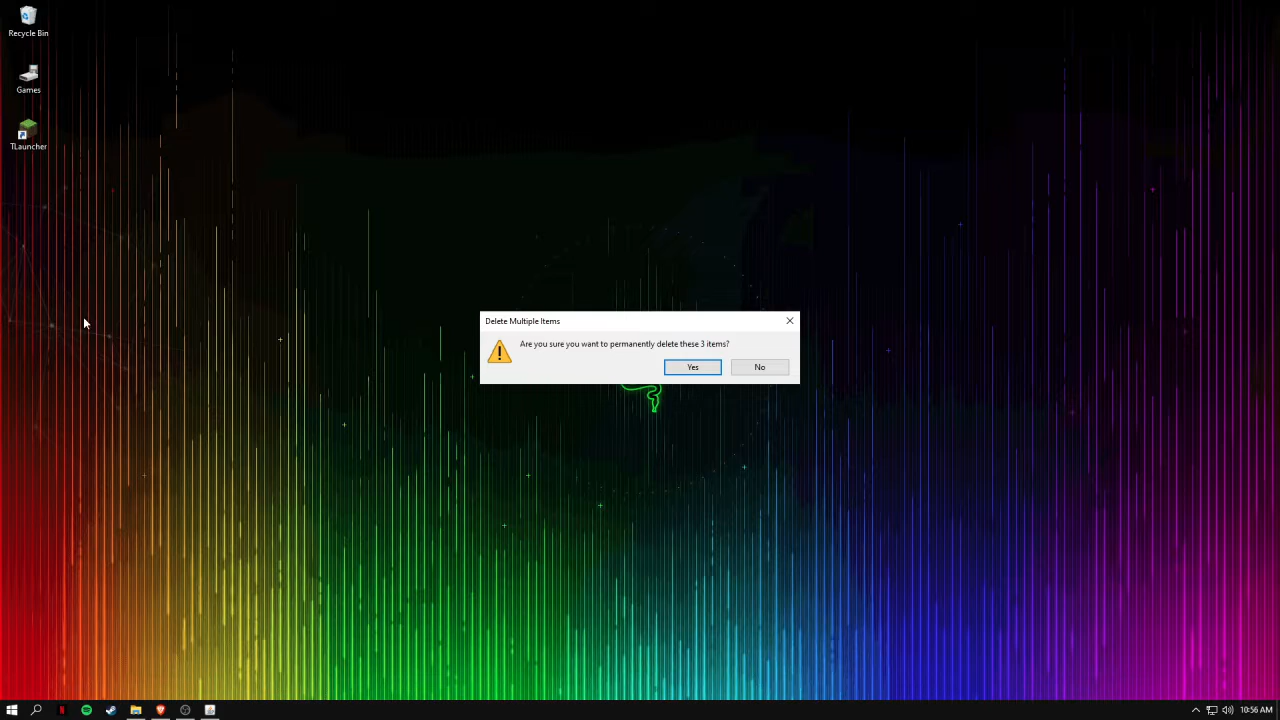 Recycle Bin
Games
TLauncher
Delete Multiple Items
Are you sure you want to permanently delete these 3 items?
Yes
No
10:56 AM